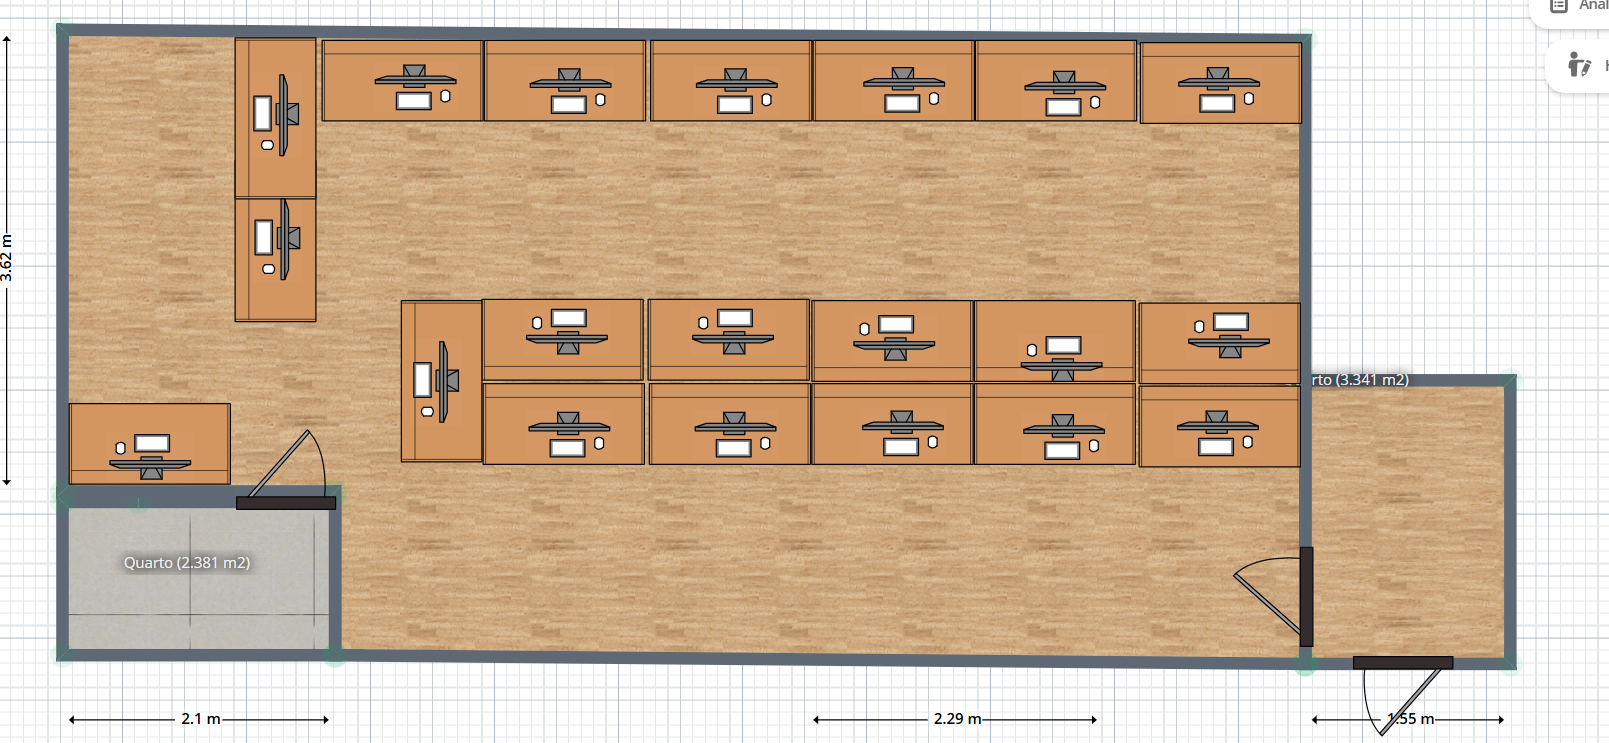 Anal
3.62 m
rto (3.341 m2)
Quarto (2.381 m2)
2.1 m
2.29 m
1.55 m